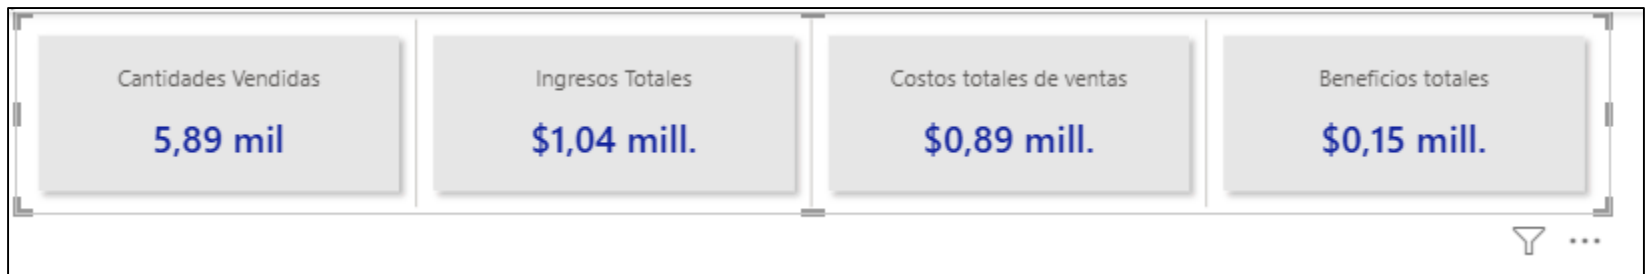 Cantidades Vendidas
5,89 mil
Ingresos Totales
$1,04 mill.
Costos totales de ventas
$0,89 mill.
Beneficios totales
$0,15 mill.